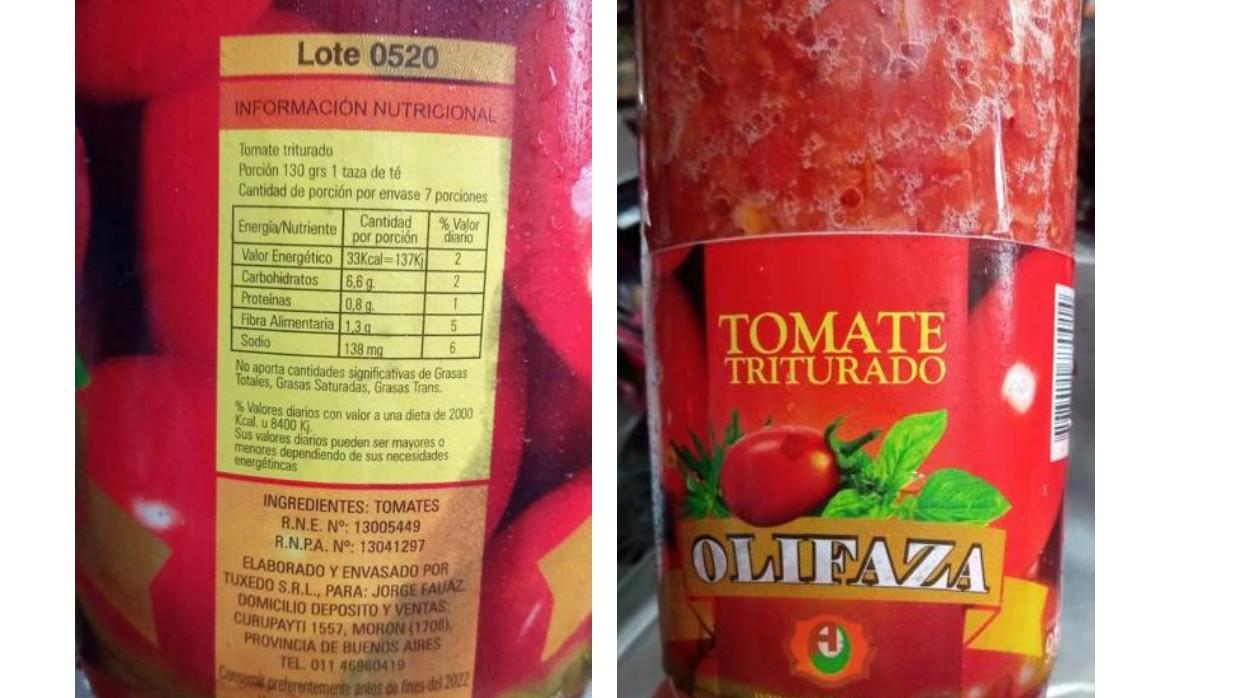 Lote 0520
INFORMACIÓN NUTRICIONAL
Tomate triturado
Porción 130 grs 1 taza de té
Cantidad de porción por envase 7 porciones
Energía/Nutriente Cantidad por porción % Valor diario
Valor Energético 33Kcal=137Kj 2
Carbohidratos 6,6 g. 2
Proteínas 0,8 g. 1
Fibra Alimentaria 1,3 g 5
Sodio 138 mg 6
No aporta cantidades significativas de Grasas
Totales, Grasas Saturadas, Grasas Trans.
% Valores diarios con valor a una dieta de 2000
Kcal. u 8400 Kj.
Sus valores diarios pueden ser mayores o
menores dependiendo de sus necesidades
energétincas
INGREDIENTES: TOMATES
R.N.E. Nº: 13005449
R.N.P.A. Nº: 13041297
ELABORADO Y ENVASADO POR
TUXEDO S.R.L., PARA: JORGE FAUAZ
DOMICILIO DEPOSITO Y VENTAS:
CURUPAYTI 1557, MORON (1708),
PROVINCIA DE BUENOS AIRES
TEL. 011 46960419
Consumir preferentemente antes de fines del 2022
TOMATE
TRITURADO
OLIFAZA